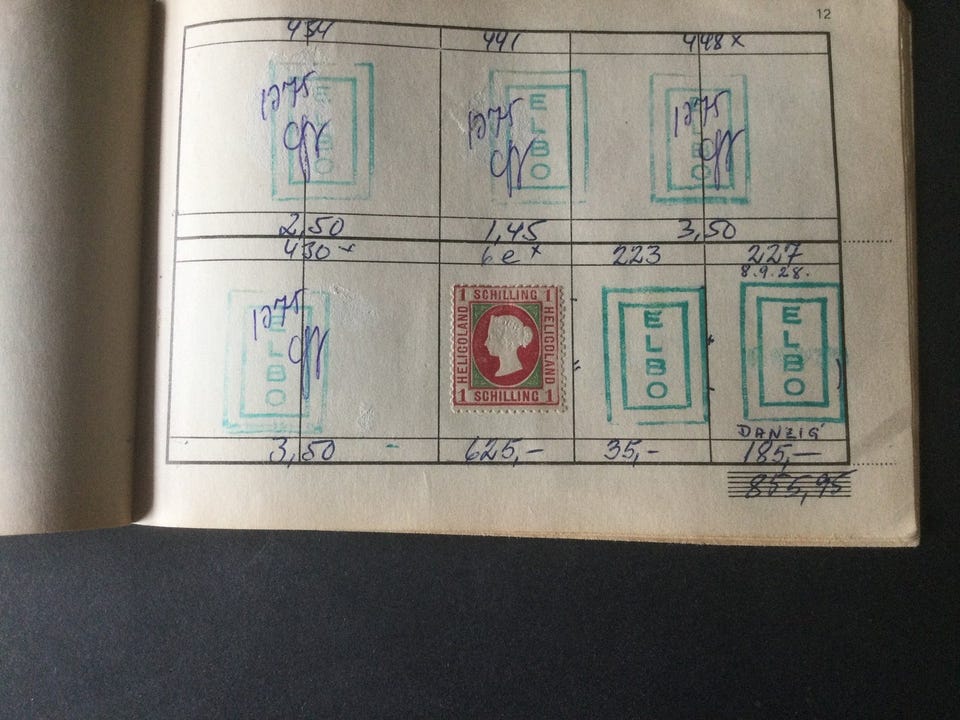 12
434 441 448 x
1275 1275 1275
ELBO ELBO ELBO
2,50 1,45 3,50
430 x 6e x 223 227
8.9.28.
1275
ELBO
1 SCHILLING 1
HELIGOLAND HELIGOLAND
1 SCHILLING 1
ELBO ELBO
DANZIG
3,50 - 625,- 35,- 185,-
855,95